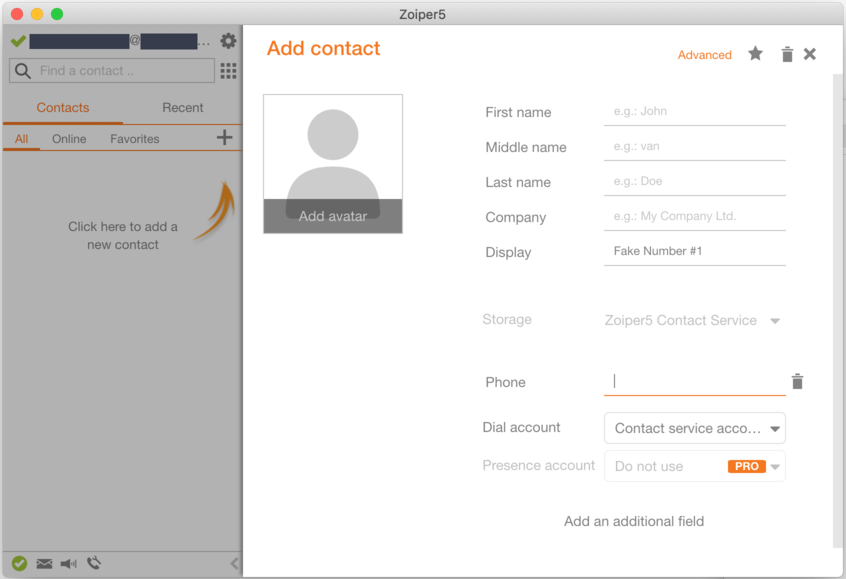 Zoiper5
@ ...
Find a contact ..
Contacts Recent
All Online Favorites
Click here to add a
new contact
Add contact
Advanced
Add avatar
First name e.g.: John
Middle name e.g.: van
Last name e.g.: Doe
Company e.g.: My Company Ltd.
Display Fake Number #1
Storage Zoiper5 Contact Service
Phone
Dial account Contact service acco...
Presence account Do not use PRO
Add an additional field